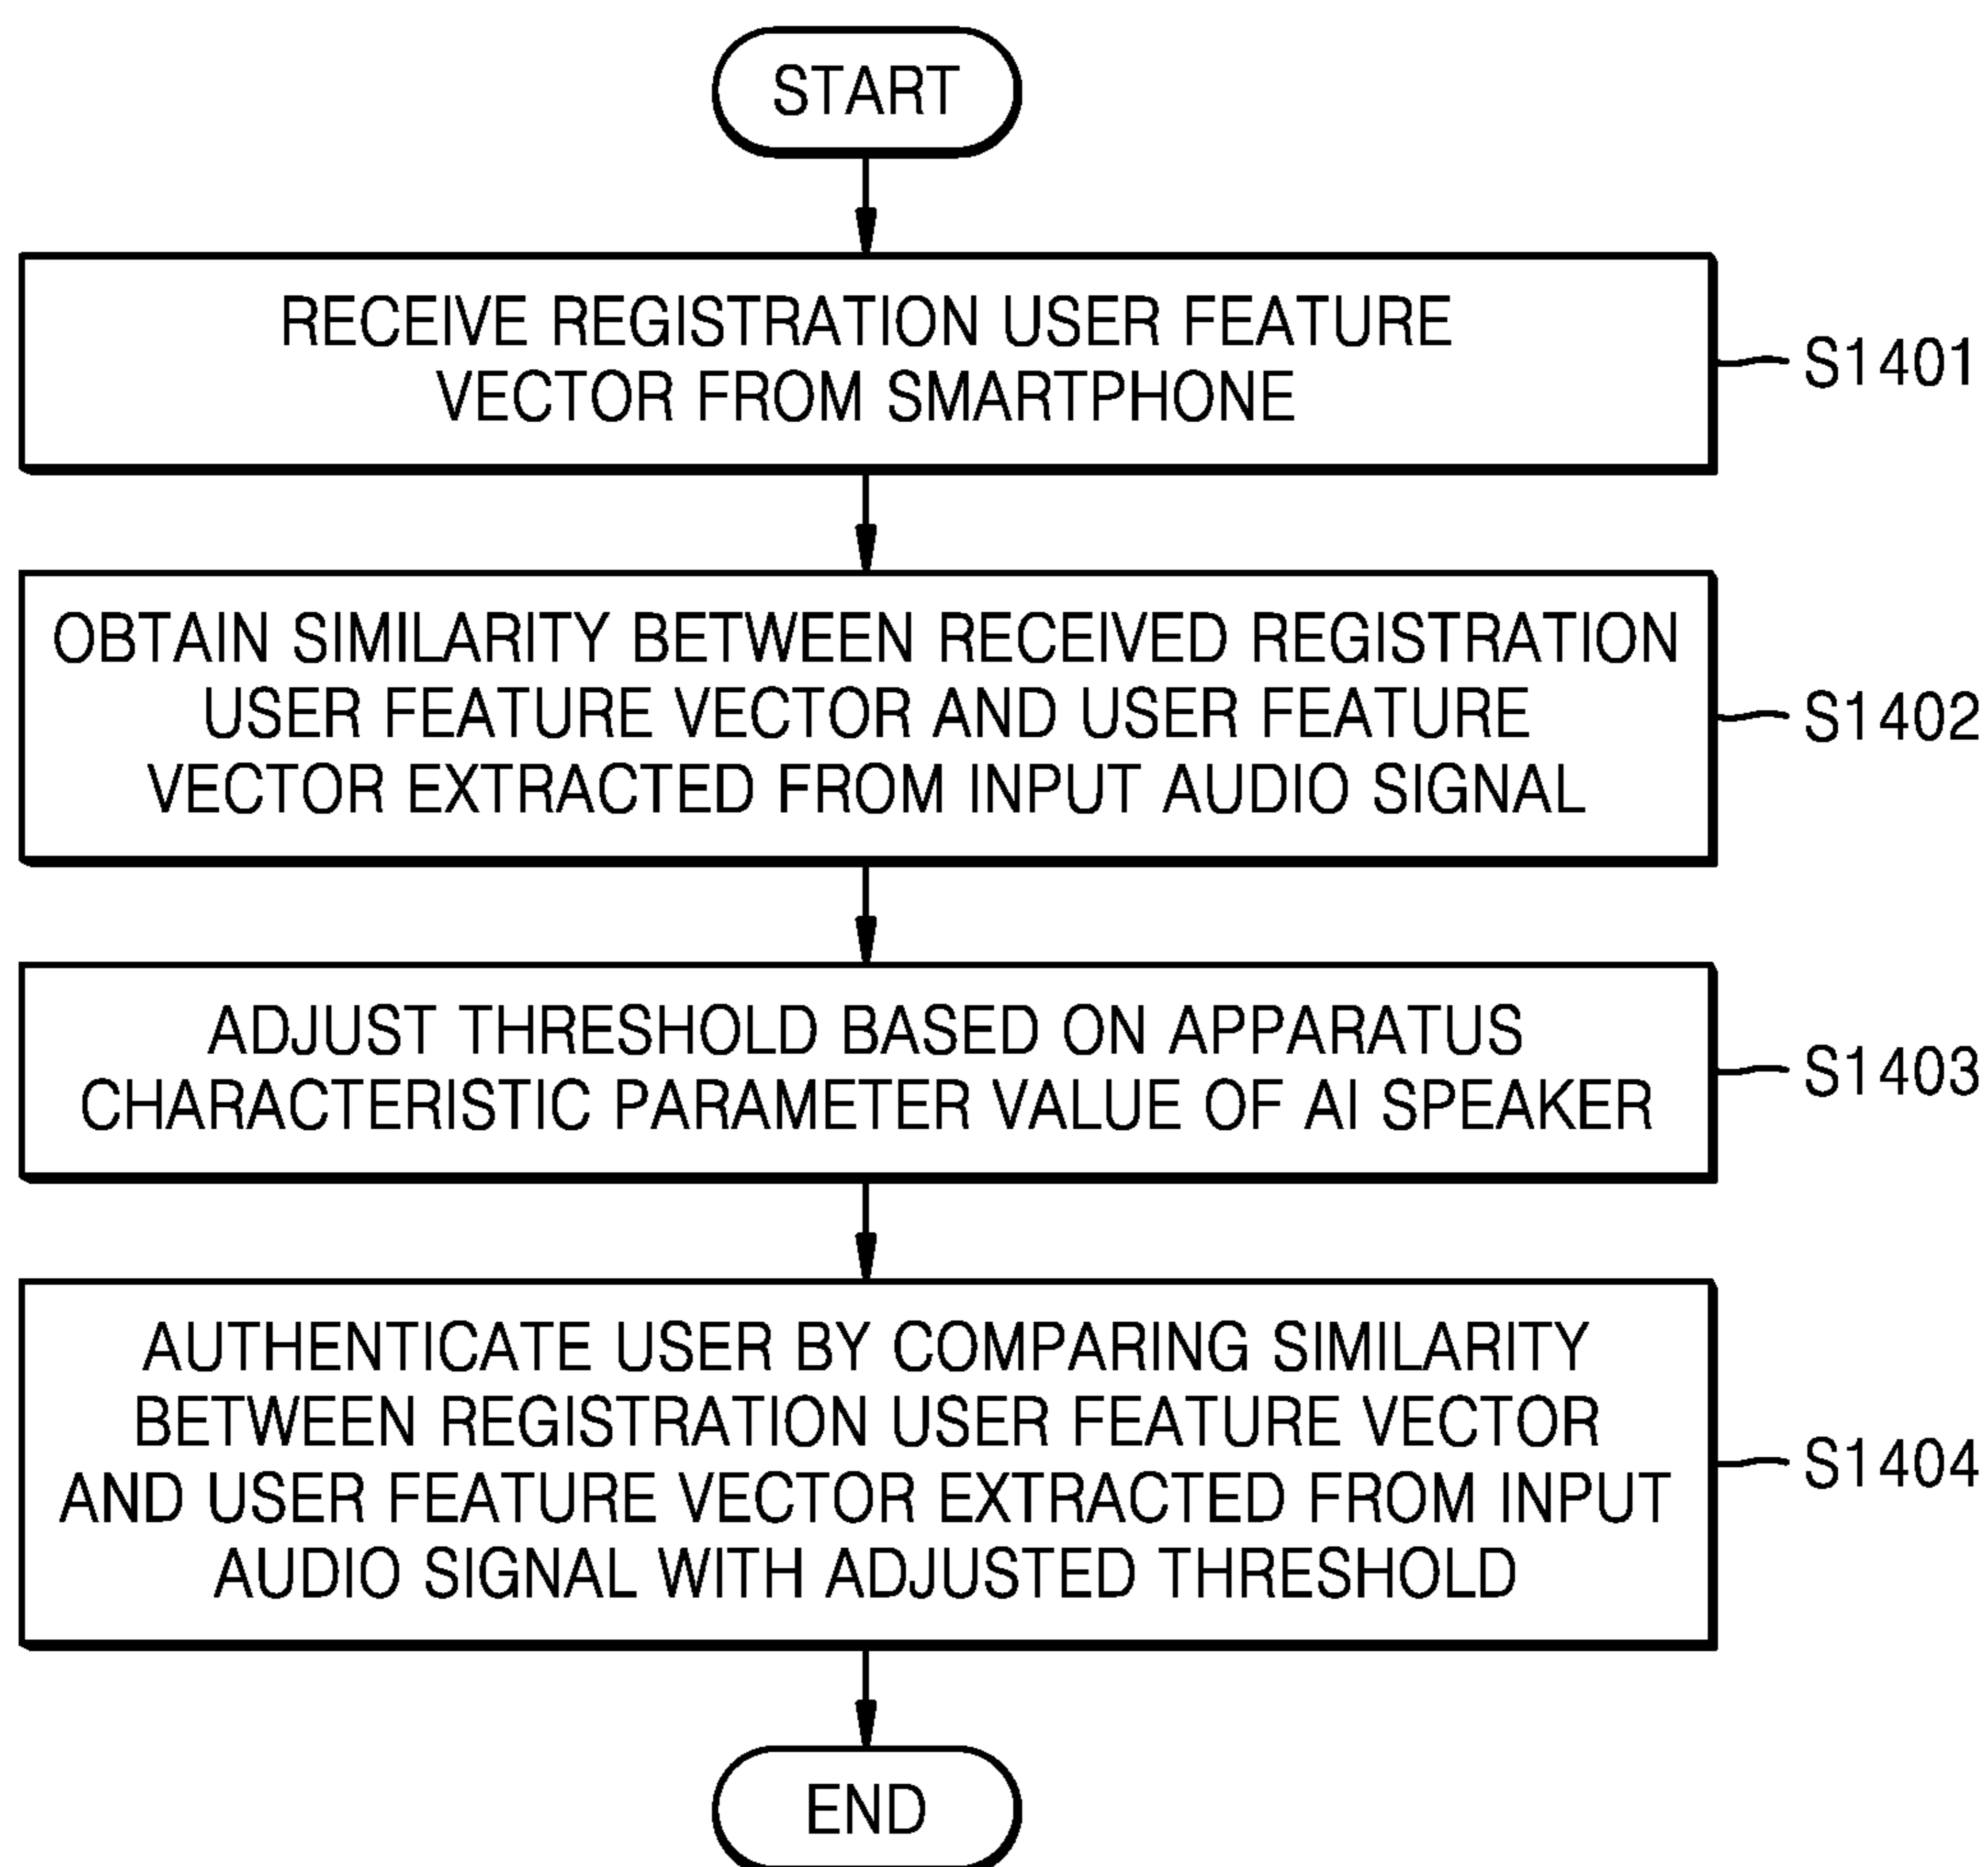 START
RECEIVE REGISTRATION USER FEATURE
VECTOR FROM SMARTPHONE
S1401
OBTAIN SIMILARITY BETWEEN RECEIVED REGISTRATION
USER FEATURE VECTOR AND USER FEATURE
VECTOR EXTRACTED FROM INPUT AUDIO SIGNAL
S1402
ADJUST THRESHOLD BASED ON APPARATUS
CHARACTERISTIC PARAMETER VALUE OF AI SPEAKER
S1403
AUTHENTICATE USER BY COMPARING SIMILARITY
BETWEEN REGISTRATION USER FEATURE VECTOR
AND USER FEATURE VECTOR EXTRACTED FROM INPUT
AUDIO SIGNAL WITH ADJUSTED THRESHOLD
S1404
END